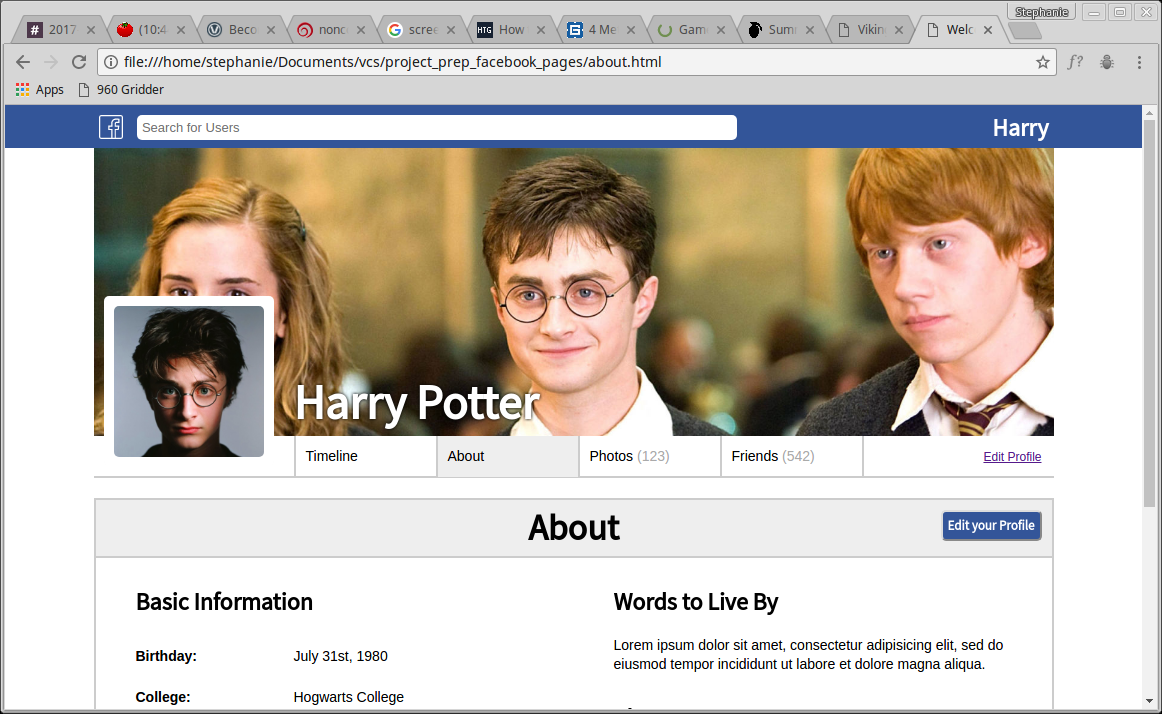 Stephanie
2017
(10:4
Beco
nonc
scree
HTG How
4 Me
Gam
Sum
Vikin
Welc
file:///home/stephanie/Documents/vcs/project_prep_facebook_pages/about.html
f?
Apps 960 Gridder
Search for Users
Harry
Harry Potter
Timeline About Photos (123) Friends (542) Edit Profile
About
Edit your Profile
Basic Information
Words to Live By
Lorem ipsum dolor sit amet, consectetur adipisicing elit, sed do
eiusmod tempor incididunt ut labore et dolore magna aliqua.
Birthday: July 31st, 1980
College: Hogwarts College